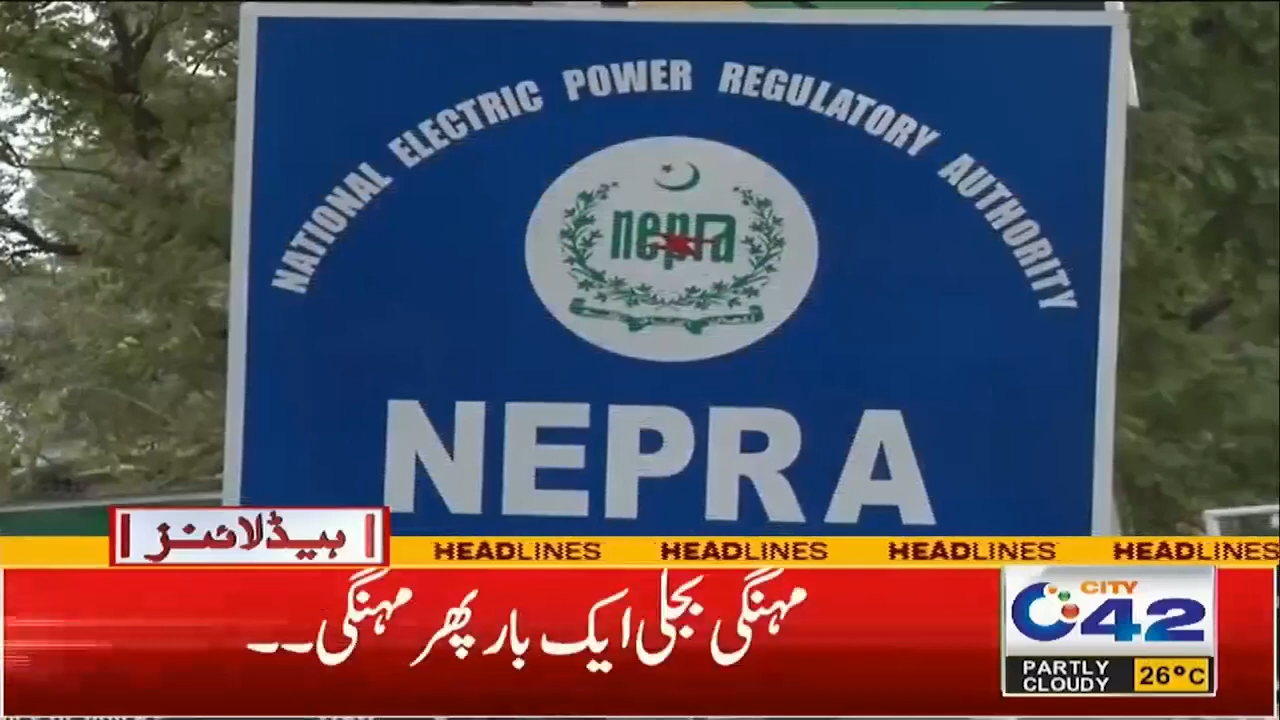 NATIONAL ELECTRIC POWER REGULATORY AUTHORITY
nepra
NEPRA
ہیڈلائنز
HEADLINES HEADLINES HEADLINES HEADLINES
مہنگی بجلی ایک بار پھر مہنگی۔۔
CITY
42
PARTLY CLOUDY 26°C